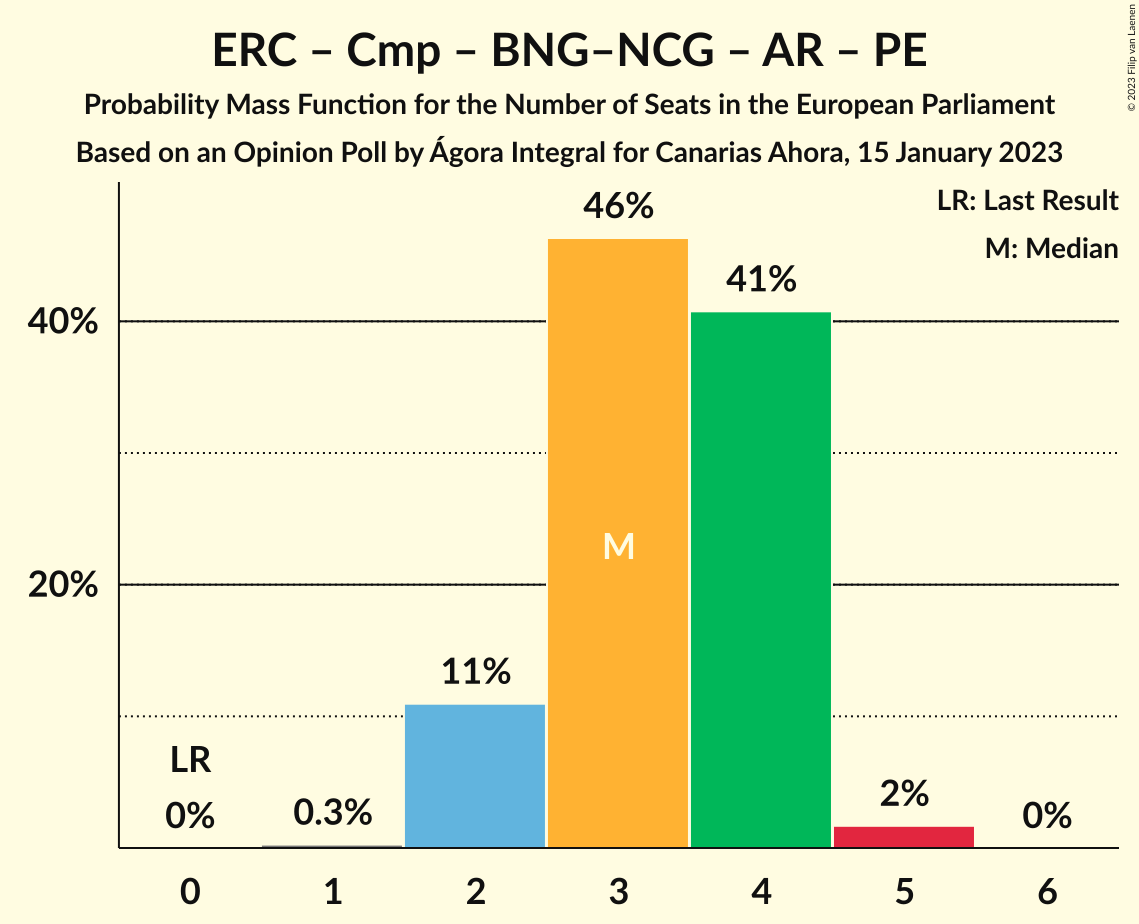 ERC – Cmp – BNG–NCG – AR – PE
Probability Mass Function for the Number of Seats in the European Parliament
Based on an Opinion Poll by Ágora Integral for Canarias Ahora, 15 January 2023
© 2023 Filip van Laenen
LR: Last Result
M: Median
46%
41%
40%
M
20%
11%
LR
0%
0.3%
2%
0%
0 1 2 3 4 5 6